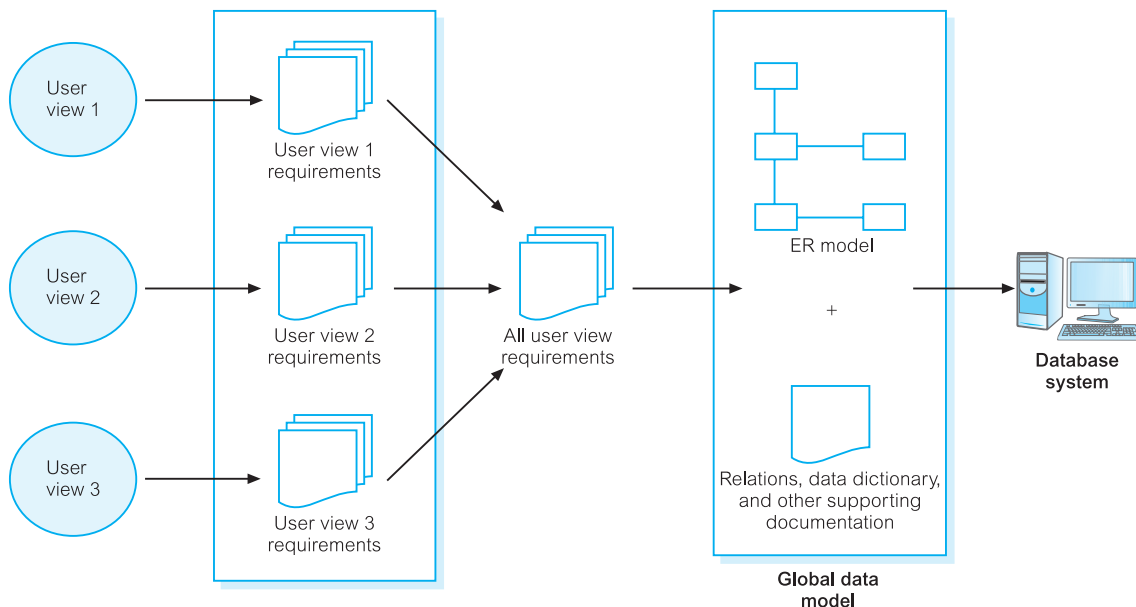 User
view 1
User view 1
requirements
User
view 2
User view 2
requirements
User
view 3
User view 3
requirements
All user view
requirements
ER model
+
Relations, data dictionary,
and other supporting
documentation
Global data
model
Database
system